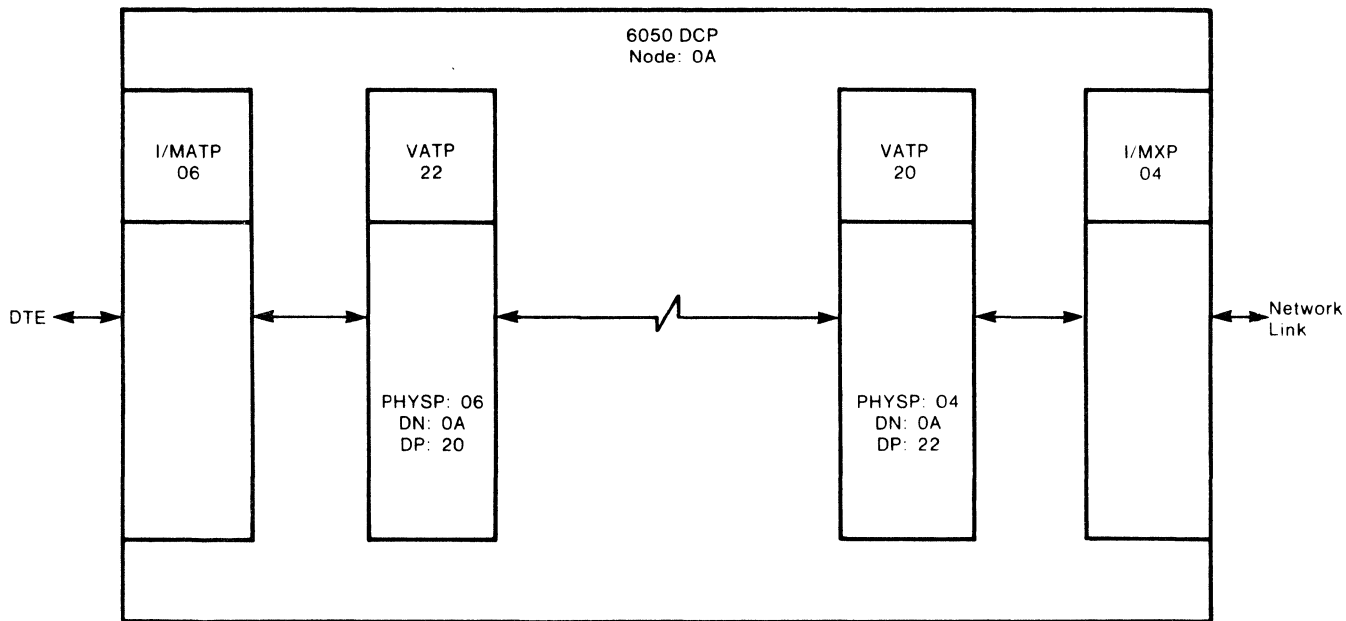 6050 DCP
Node: 0A
I/MATP
06
VATP
22
VATP
20
I/MXP
04
DTE
Network
Link
PHYSP: 06
DN: 0A
DP: 20
PHYSP: 04
DN: 0A
DP: 22